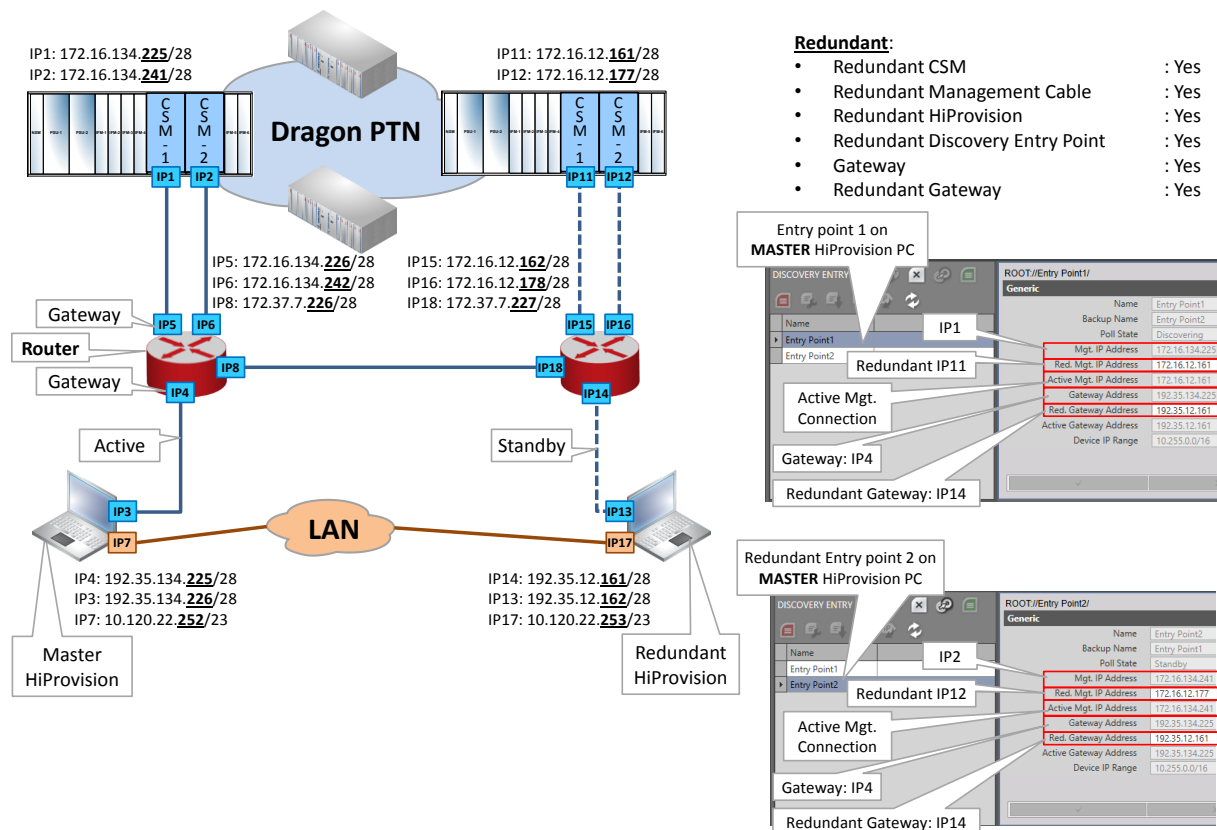 IP1: 172.16.134.225/28
IP2: 172.16.134.241/28
IP11: 172.16.12.161/28
IP12: 172.16.12.177/28
NSM PSU-1 PSU-2 IFM-1 IFM-2 IFM-3 IFM-4 CSM-1 CSM-2 IFM-5 IFM-6
Dragon PTN
CSM-1 CSM-2
IP1 IP2
IP11 IP12
IP5: 172.16.134.226/28
IP6: 172.16.134.242/28
IP8: 172.37.7.226/28
IP15: 172.16.12.162/28
IP16: 172.16.12.178/28
IP18: 172.37.7.227/28
Gateway
IP5 IP6
IP15 IP16
Router
IP8
IP18
Gateway
IP4
IP14
Active
Standby
IP3
IP13
LAN
IP7
IP17
IP4: 192.35.134.225/28
IP3: 192.35.134.226/28
IP7: 10.120.22.252/23
IP14: 192.35.12.161/28
IP13: 192.35.12.162/28
IP17: 10.120.22.253/23
Master
HiProvision
Redundant
HiProvision
Redundant:
• Redundant CSM : Yes
• Redundant Management Cable : Yes
• Redundant HiProvision : Yes
• Redundant Discovery Entry Point : Yes
• Gateway : Yes
• Redundant Gateway : Yes
Entry point 1 on
MASTER HiProvision PC
DISCOVERY ENTRY
Name
Entry Point1
Entry Point2
IP1
Redundant IP11
Active Mgt.
Connection
Gateway: IP4
Redundant Gateway: IP14
ROOT://Entry Point1/
Generic
Name Entry Point1
Backup Name Entry Point2
Poll State Discovering
Mgt. IP Address 172.16.134.225
Red. Mgt. IP Address 172.16.12.161
Active Mgt. IP Address 172.16.12.161
Gateway Address 192.35.134.225
Red. Gateway Address 192.35.12.161
Active Gateway Address 192.35.12.161
Device IP Range 10.255.0.0/16
Redundant Entry point 2 on
MASTER HiProvision PC
DISCOVERY ENTRY
Name
Entry Point1
Entry Point2
IP2
Redundant IP12
Active Mgt.
Connection
Gateway: IP4
Redundant Gateway: IP14
ROOT://Entry Point2/
Generic
Name Entry Point2
Backup Name Entry Point1
Poll State Standby
Mgt. IP Address 172.16.134.241
Red. Mgt. IP Address 172.16.12.177
Active Mgt. IP Address 172.16.134.241
Gateway Address 192.35.134.225
Red. Gateway Address 192.35.12.161
Active Gateway Address 192.35.134.225
Device IP Range 10.255.0.0/16